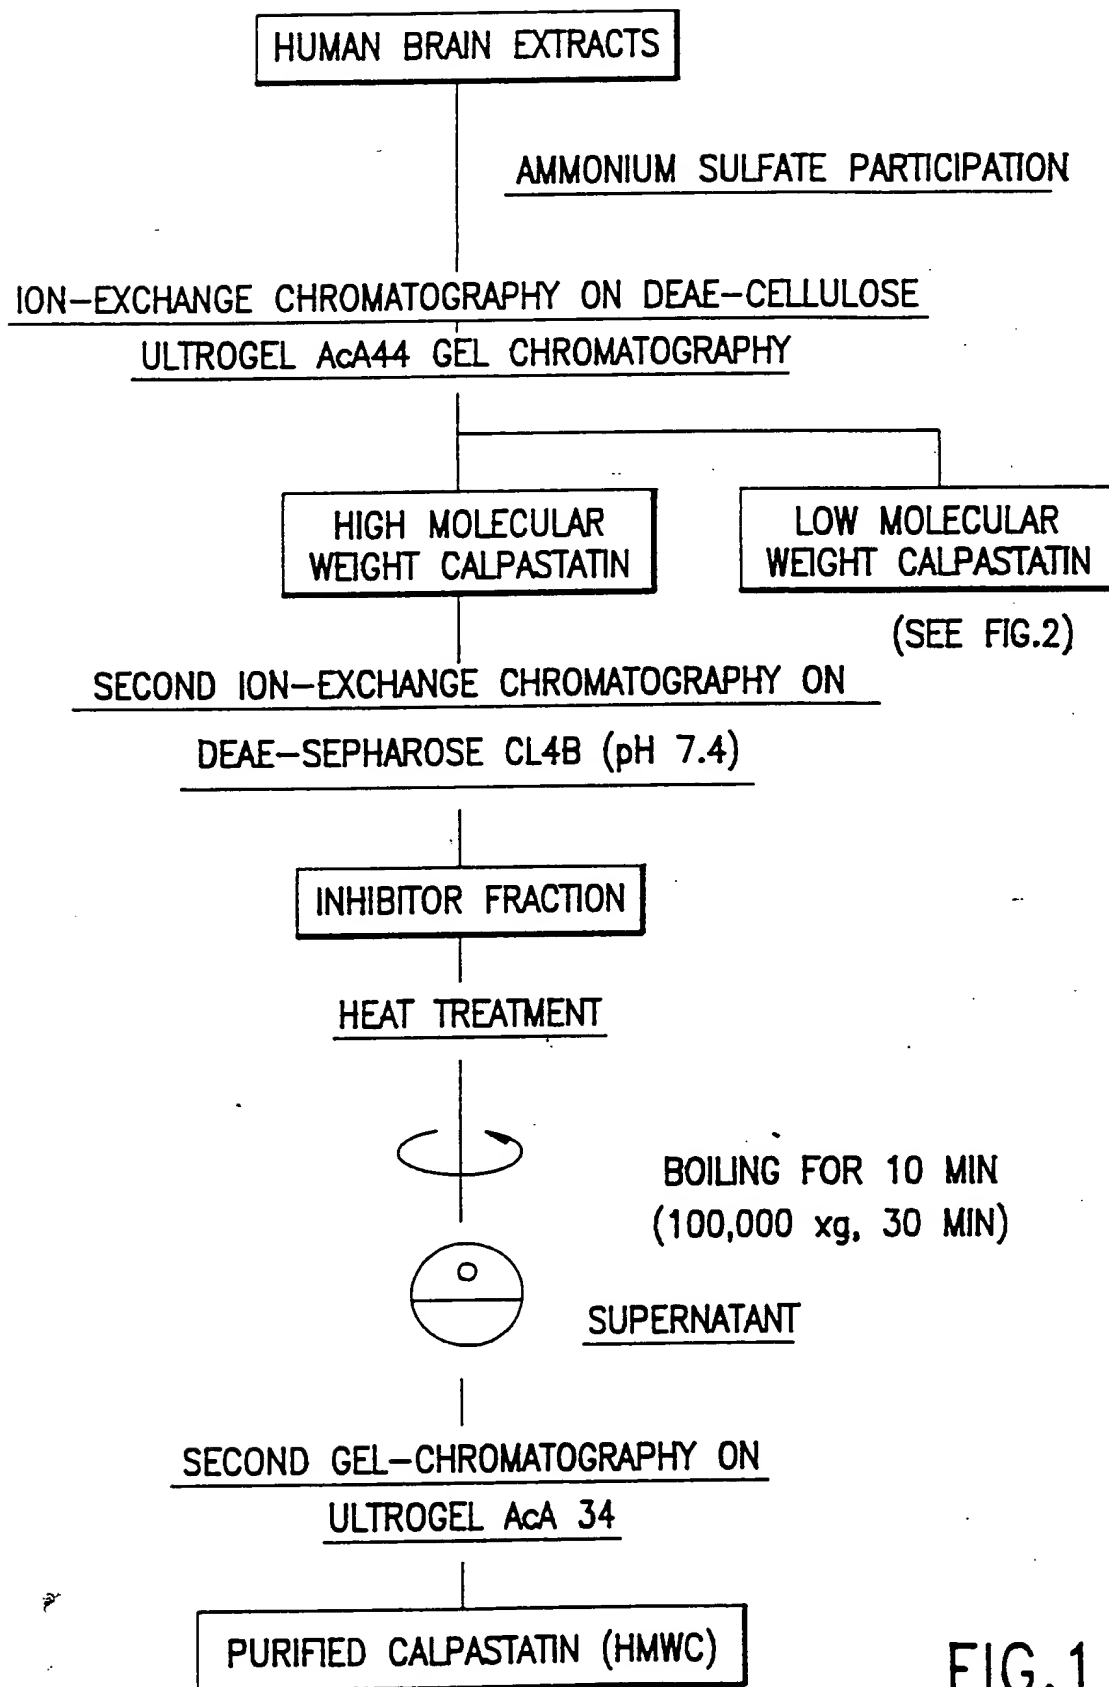 HUMAN BRAIN EXTRACTS
AMMONIUM SULFATE PARTICIPATION
ION-EXCHANGE CHROMATOGRAPHY ON DEAE-CELLULOSE
ULTROGEL AcA44 GEL CHROMATOGRAPHY
HIGH MOLECULAR
WEIGHT CALPASTATIN
LOW MOLECULAR
WEIGHT CALPASTATIN
(SEE FIG.2)
SECOND ION-EXCHANGE CHROMATOGRAPHY ON
DEAE-SEPHAROSE CL4B (pH 7.4)
INHIBITOR FRACTION
HEAT TREATMENT
BOILING FOR 10 MIN
(100,000 xg, 30 MIN)
SUPERNATANT
SECOND GEL-CHROMATOGRAPHY ON
ULTROGEL AcA 34
PURIFIED CALPASTATIN (HMWC)
FIG.1